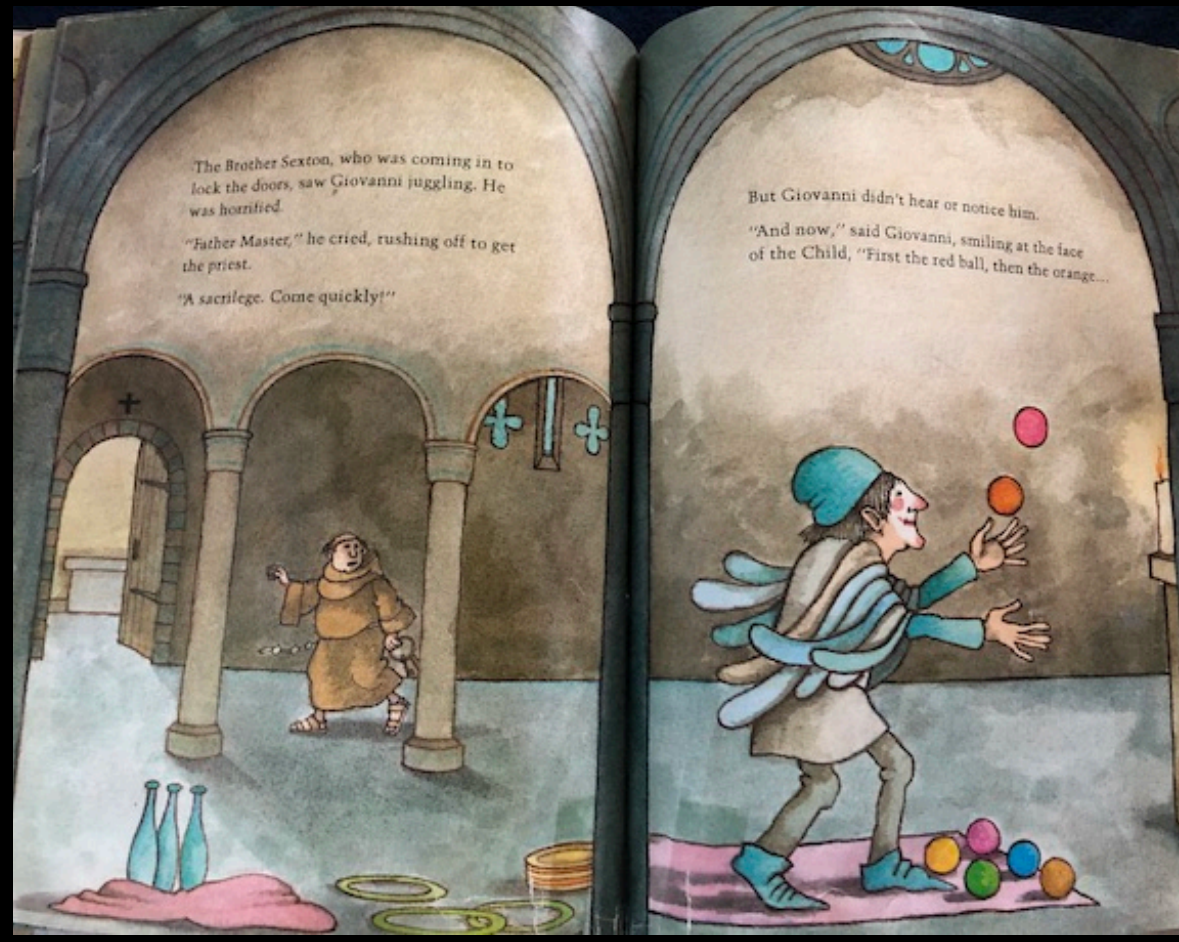 The Brother Sexton, who was coming in to
lock the doors, saw Giovanni juggling. He
was horrified.
"Father Master," he cried, rushing off to get
the priest.
"A sacrilege. Come quickly!"
But Giovanni didn't hear or notice him.
"And now," said Giovanni, smiling at the face
of the Child, "First the red ball, then the orange...